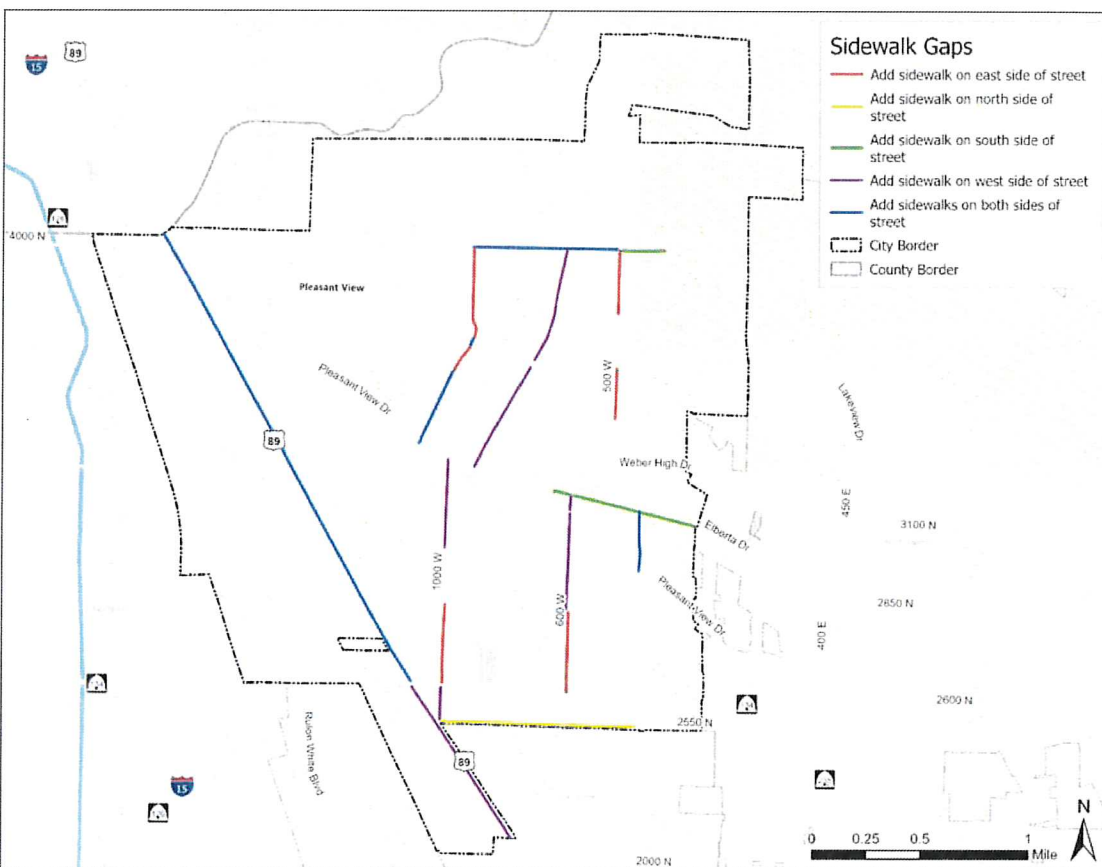 Sidewalk Gaps
Add sidewalk on east side of street
Add sidewalk on north side of
street
Add sidewalk on south side of
street
Add sidewalk on west side of street
Add sidewalks on both sides of
street
City Border
County Border
15
89
4000 N
Pleasant View
Pleasant View Dr
500 W
89
Weber High Dr
Lakeview Dr
450 E
3100 N
Elberta Dr
1000 W
600 W
Pleasant View Dr
2650 N
400 E
2600 N
2550 N
Rulon White Blvd
89
15
2000 N
N
0 0.25 0.5 1
Mile